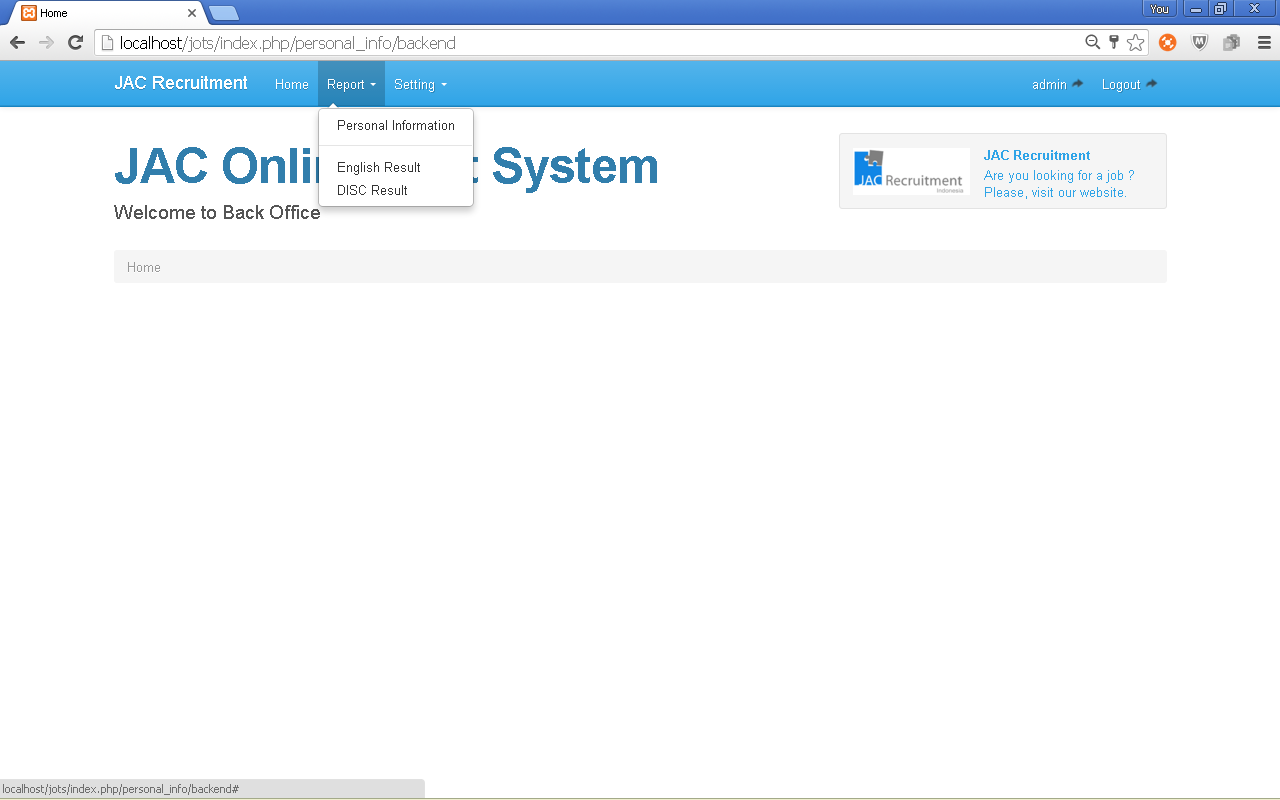 Home
You
localhost/jots/index.php/personal_info/backend
JAC Recruitment
Home
Report
Setting
admin
Logout
Personal Information
English Result
DISC Result
JAC Onli t System
Welcome to Back Office
JAC Recruitment
Indonesia
JAC Recruitment
Are you looking for a job ?
Please, visit our website.
Home
localhost/jots/index.php/personal_info/backend#